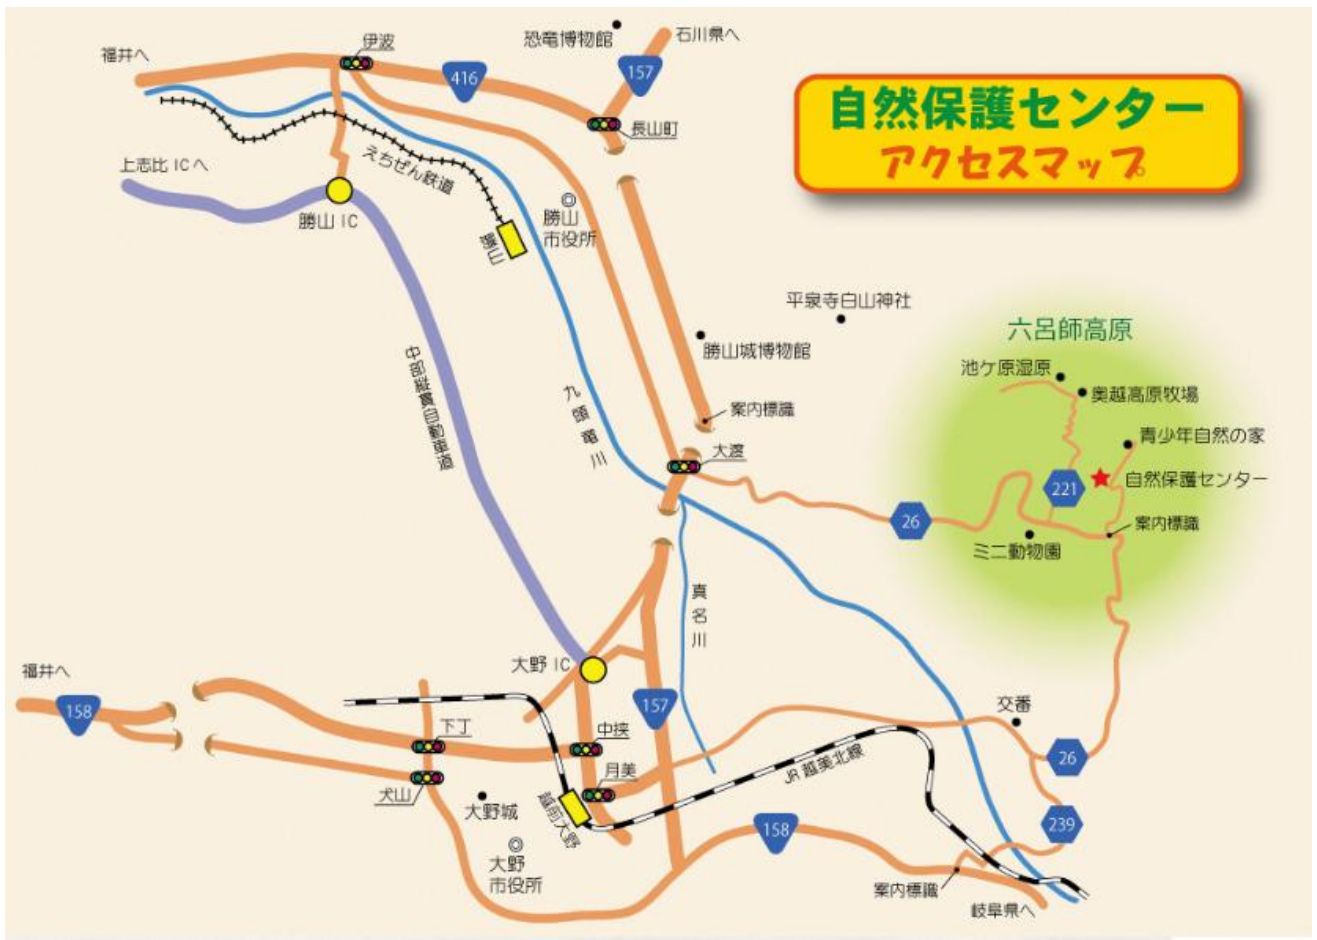 自然保護センター
アクセスマップ
福井へ
伊波
416
恐竜博物館
157
石川県へ
長山町
上志比ICへ
勝山IC
えちぜん鉄道
勝山
勝山
市役所
平泉寺白山神社
勝山城博物館
案内標識
中部縦貫自動車道
九頭竜川
大渡
26
六呂師高原
池ケ原湿原
奥越高原牧場
青少年自然の家
221
自然保護センター
案内標識
ミニ動物園
真名川
大野IC
福井へ
158
157
下丁
中挾
月美
犬山
大野城
越前大野
大野
市役所
JR越美北線
交番
26
239
158
案内標識
岐阜県へ